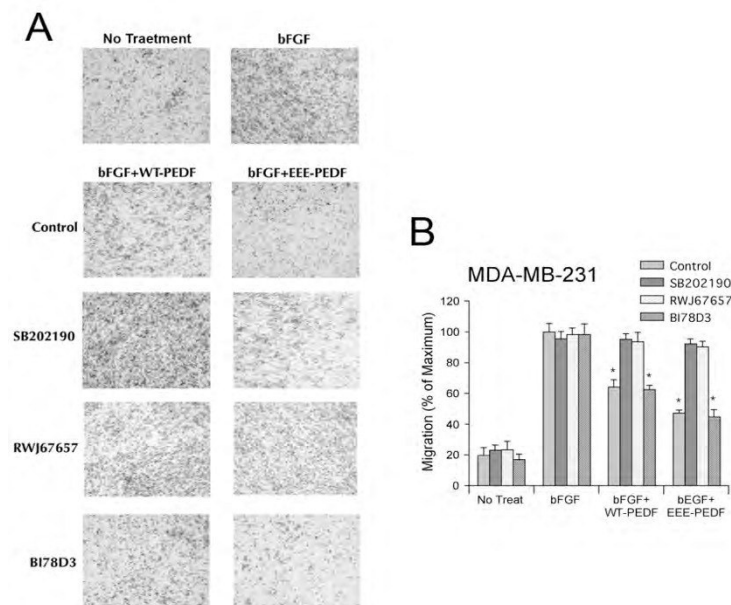 A
No Traetment bFGF
bFGF+WT-PEDF bFGF+EEE-PEDF
Control
SB202190
RWJ67657
BI78D3
B
MDA-MB-231
Control
SB202190
RWJ67657
BI78D3
Migration (% of Maximum)
120
100
80
60
40
20
0
* * * *
No Treat bFGF bFGF+ bEGF+
WT-PEDF EEE-PEDF